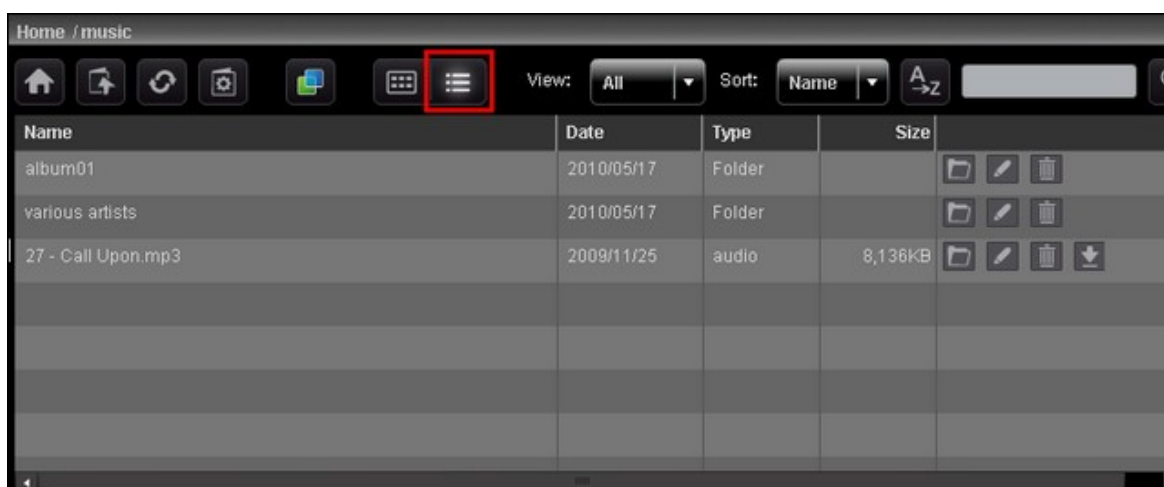 Home / music
View: All Sort: Name A Z
Name Date Type Size
album01 2010/05/17 Folder
various artists 2010/05/17 Folder
27 - Call Upon.mp3 2009/11/25 audio 8,136KB